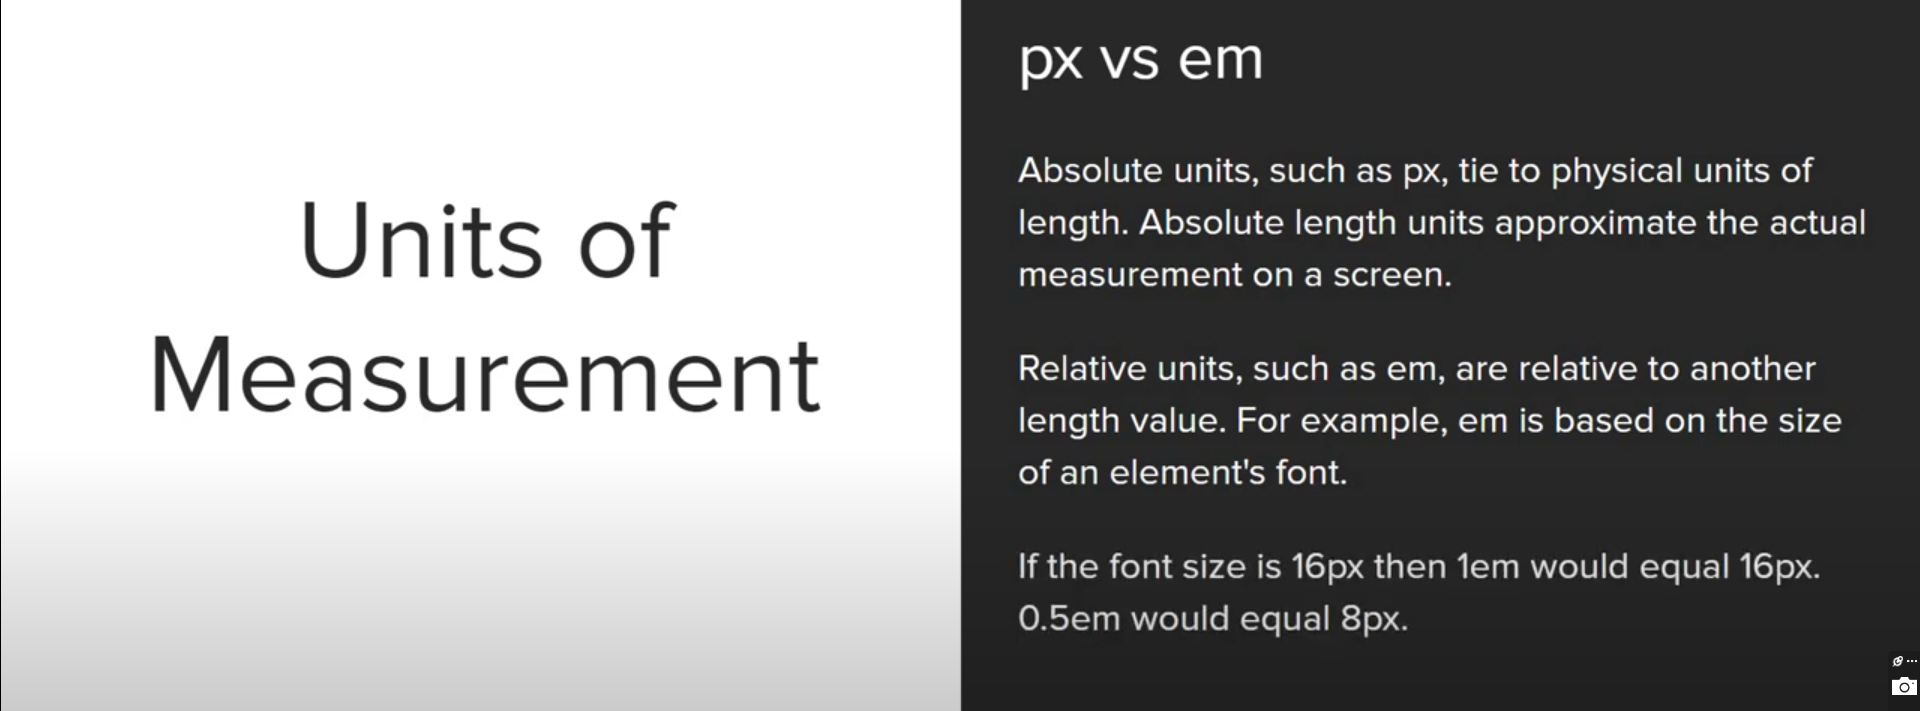 Units of
Measurement
px vs em
Absolute units, such as px, tie to physical units of
length. Absolute length units approximate the actual
measurement on a screen.
Relative units, such as em, are relative to another
length value. For example, em is based on the size
of an element's font.
If the font size is 16px then 1em would equal 16px.
0.5em would equal 8px.